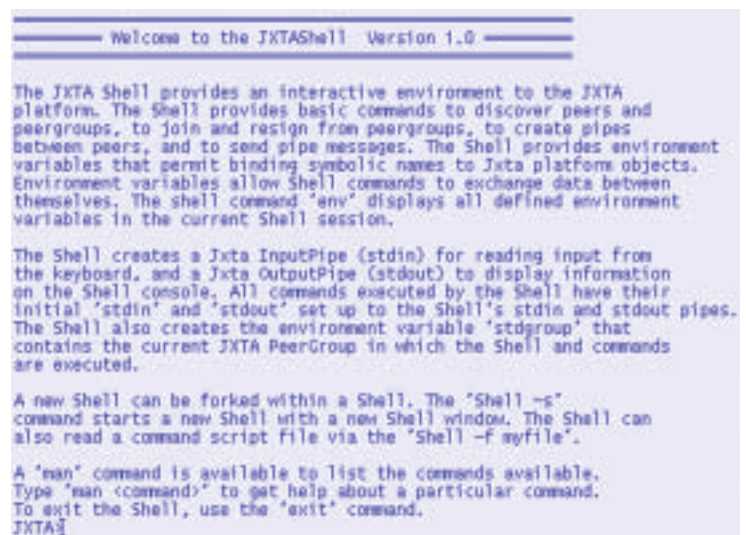 Welcome to the JXTAShell Version 1.0
The JXTA Shell provides an interactive environment to the JXTA
platform. The Shell provides basic commands to discover peers and
peergroups, to join and resign from peergroups, to create pipes
between peers, and to send pipe messages. The Shell provides environment
variables that permit binding symbolic names to Jxta platform objects.
Environment variables allow Shell commands to exchange data between
themselves. The shell command 'env' displays all defined environment
variables in the current Shell session.
The Shell creates a Jxta InputPipe (stdin) for reading input from
the keyboard, and a Jxta OutputPipe (stdout) to display information
on the Shell console. All commands executed by the Shell have their
initial 'stdin' and 'stdout' set up to the Shell's stdin and stdout pipes.
The Shell also creates the environment variable 'stdgroup' that
contains the current JXTA PeerGroup in which the Shell and commands
are executed.
A new Shell can be forked within a Shell. The 'Shell -s'
command starts a new Shell with a new Shell window. The Shell can
also read a command script file via the 'Shell -f myfile'.
A 'man' command is available to list the commands available.
Type 'man <command>' to get help about a particular command.
To exit the Shell, use the 'exit' command.
JXTA>